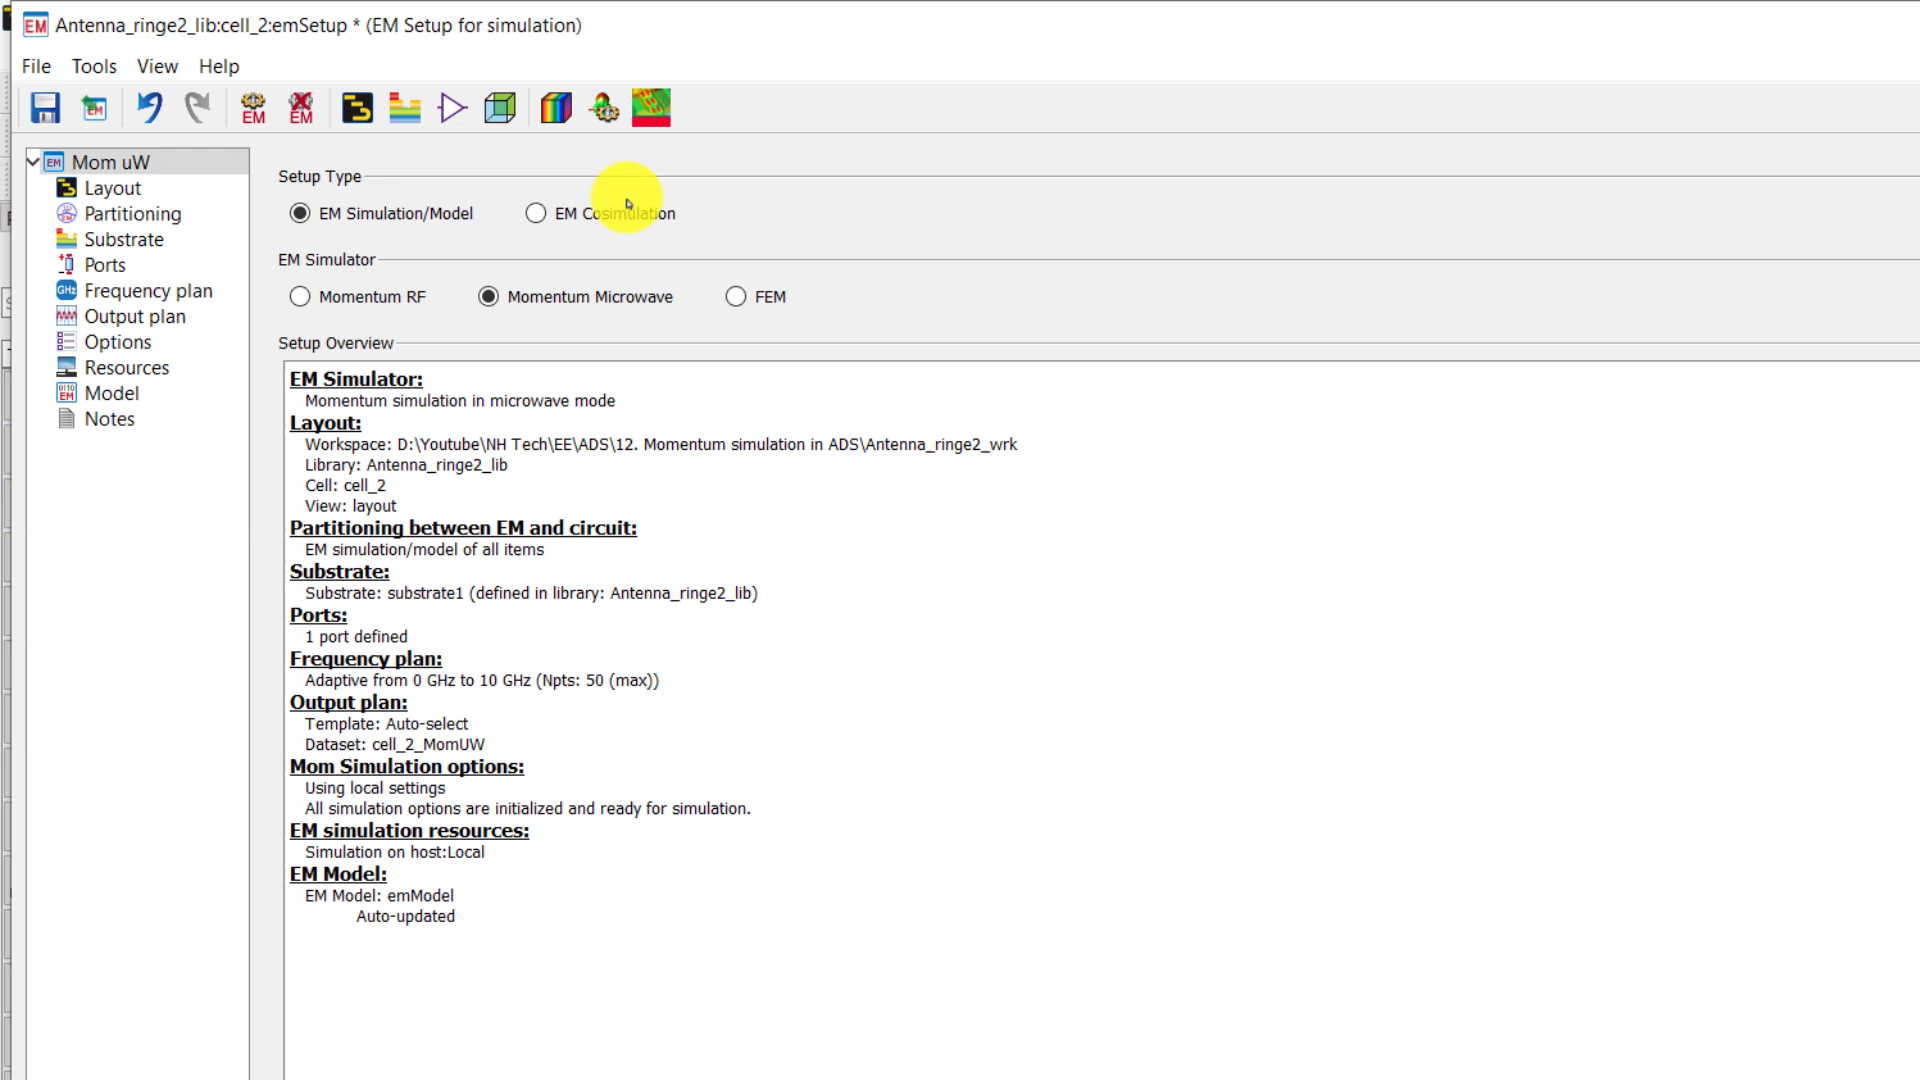 EM Antenna_ringe2_lib:cell_2:emSetup * (EM Setup for simulation)
File Tools View Help
EM EM EM
EM Mom uW
Layout
Partitioning
Substrate
Ports
GHz Frequency plan
Output plan
Options
Resources
EM Model
Notes
Setup Type
EM Simulation/Model EM Cosimulation
EM Simulator
Momentum RF Momentum Microwave FEM
Setup Overview
EM Simulator:
Momentum simulation in microwave mode
Layout:
Workspace: D:\Youtube\NH Tech\EE\ADS\12. Momentum simulation in ADS\Antenna_ringe2_wrk
Library: Antenna_ringe2_lib
Cell: cell_2
View: layout
Partitioning between EM and circuit:
EM simulation/model of all items
Substrate:
Substrate: substrate1 (defined in library: Antenna_ringe2_lib)
Ports:
1 port defined
Frequency plan:
Adaptive from 0 GHz to 10 GHz (Npts: 50 (max))
Output plan:
Template: Auto-select
Dataset: cell_2_MomUW
Mom Simulation options:
Using local settings
All simulation options are initialized and ready for simulation.
EM simulation resources:
Simulation on host:Local
EM Model:
EM Model: emModel
Auto-updated